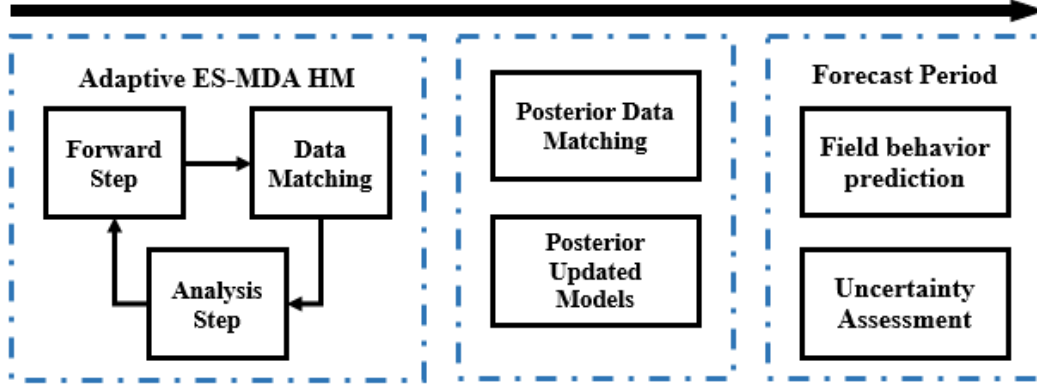 Adaptive ES-MDA HM
Forward
Step
Data
Matching
Analysis
Step
Posterior Data
Matching
Posterior
Updated
Models
Forecast Period
Field behavior
prediction
Uncertainty
Assessment